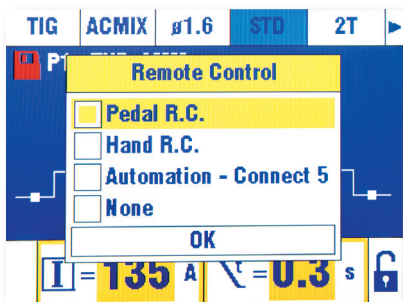 TIG ACMIX ø1.6 STD 2T
Remote Control
Pedal R.C.
Hand R.C.
Automation - Connect 5
None
OK
I = 135 A t = 0.3 s